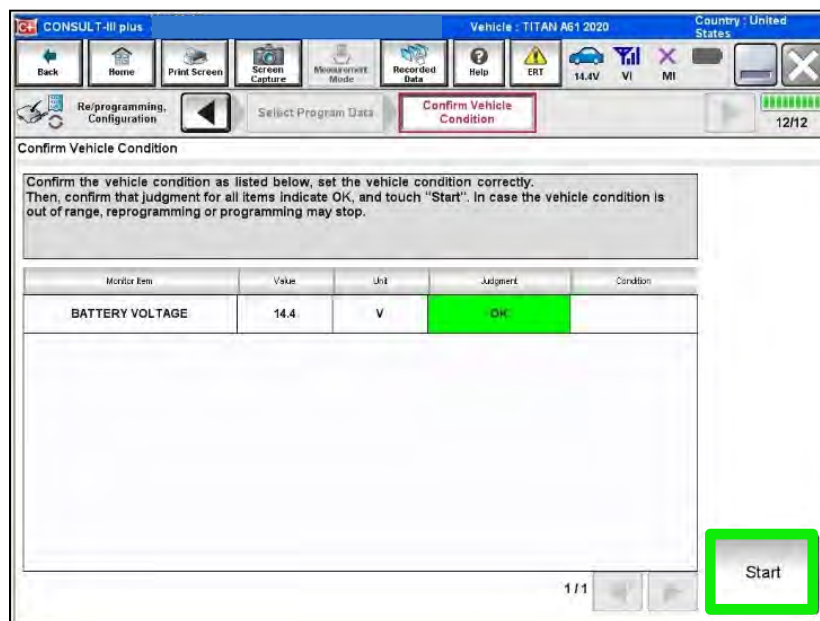 C+ CONSULT-III plus Vehicle : TITAN A61 2020 Country : United States
Back Home Print Screen Screen Capture Measurement Mode Recorded Data Help ERT 14.4V VI MI
Re/programming, Configuration Select Program Data Confirm Vehicle Condition 12/12
Confirm Vehicle Condition
Confirm the vehicle condition as listed below, set the vehicle condition correctly.
Then, confirm that judgment for all items indicate OK, and touch "Start". In case the vehicle condition is
out of range, reprogramming or programming may stop.
Monitor Item Value Unit Judgment Condition
BATTERY VOLTAGE 14.4 V OK
1/1
Start